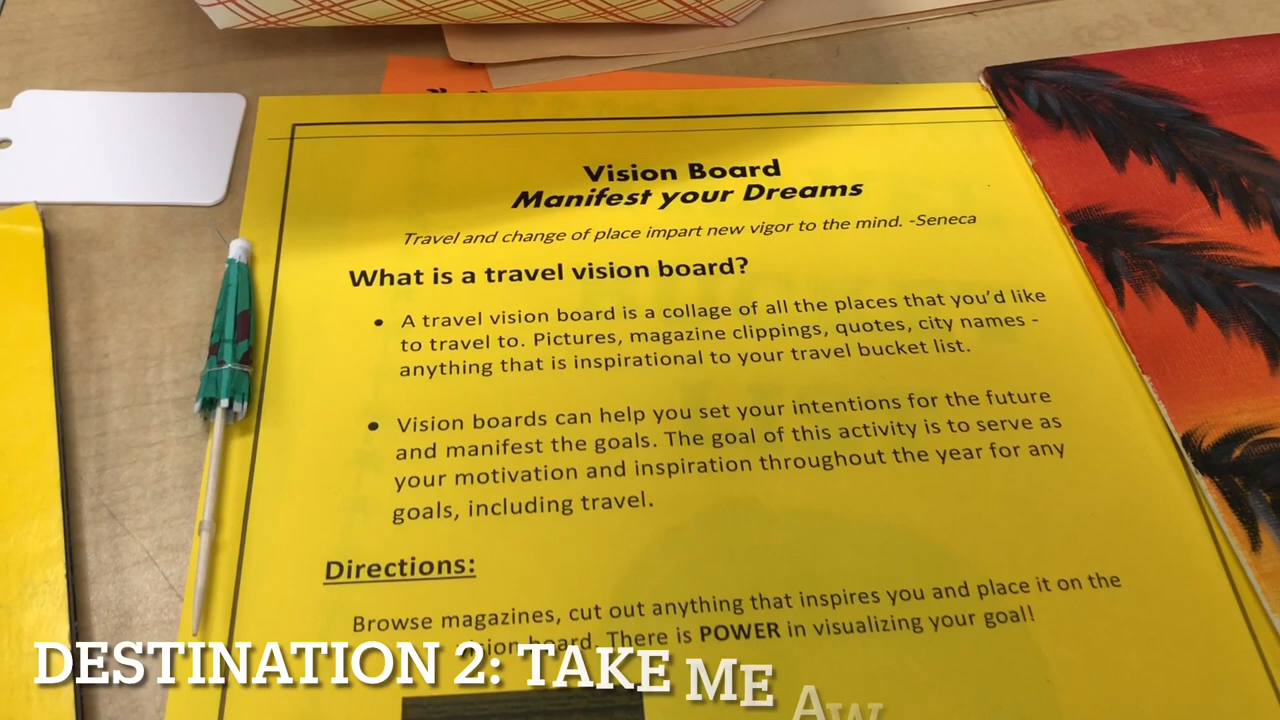 Vision Board
Manifest your Dreams
Travel and change of place impart new vigor to the mind. -Seneca
What is a travel vision board?
• A travel vision board is a collage of all the places that you'd like
to travel to. Pictures, magazine clippings, quotes, city names -
anything that is inspirational to your travel bucket list.
• Vision boards can help you set your intentions for the future
and manifest the goals. The goal of this activity is to serve as
your motivation and inspiration throughout the year for any
goals, including travel.
Directions:
Browse magazines, cut out anything that inspires you and place it on the
vision board. There is POWER in visualizing your goal!
DESTINATION 2: TAKE ME AW